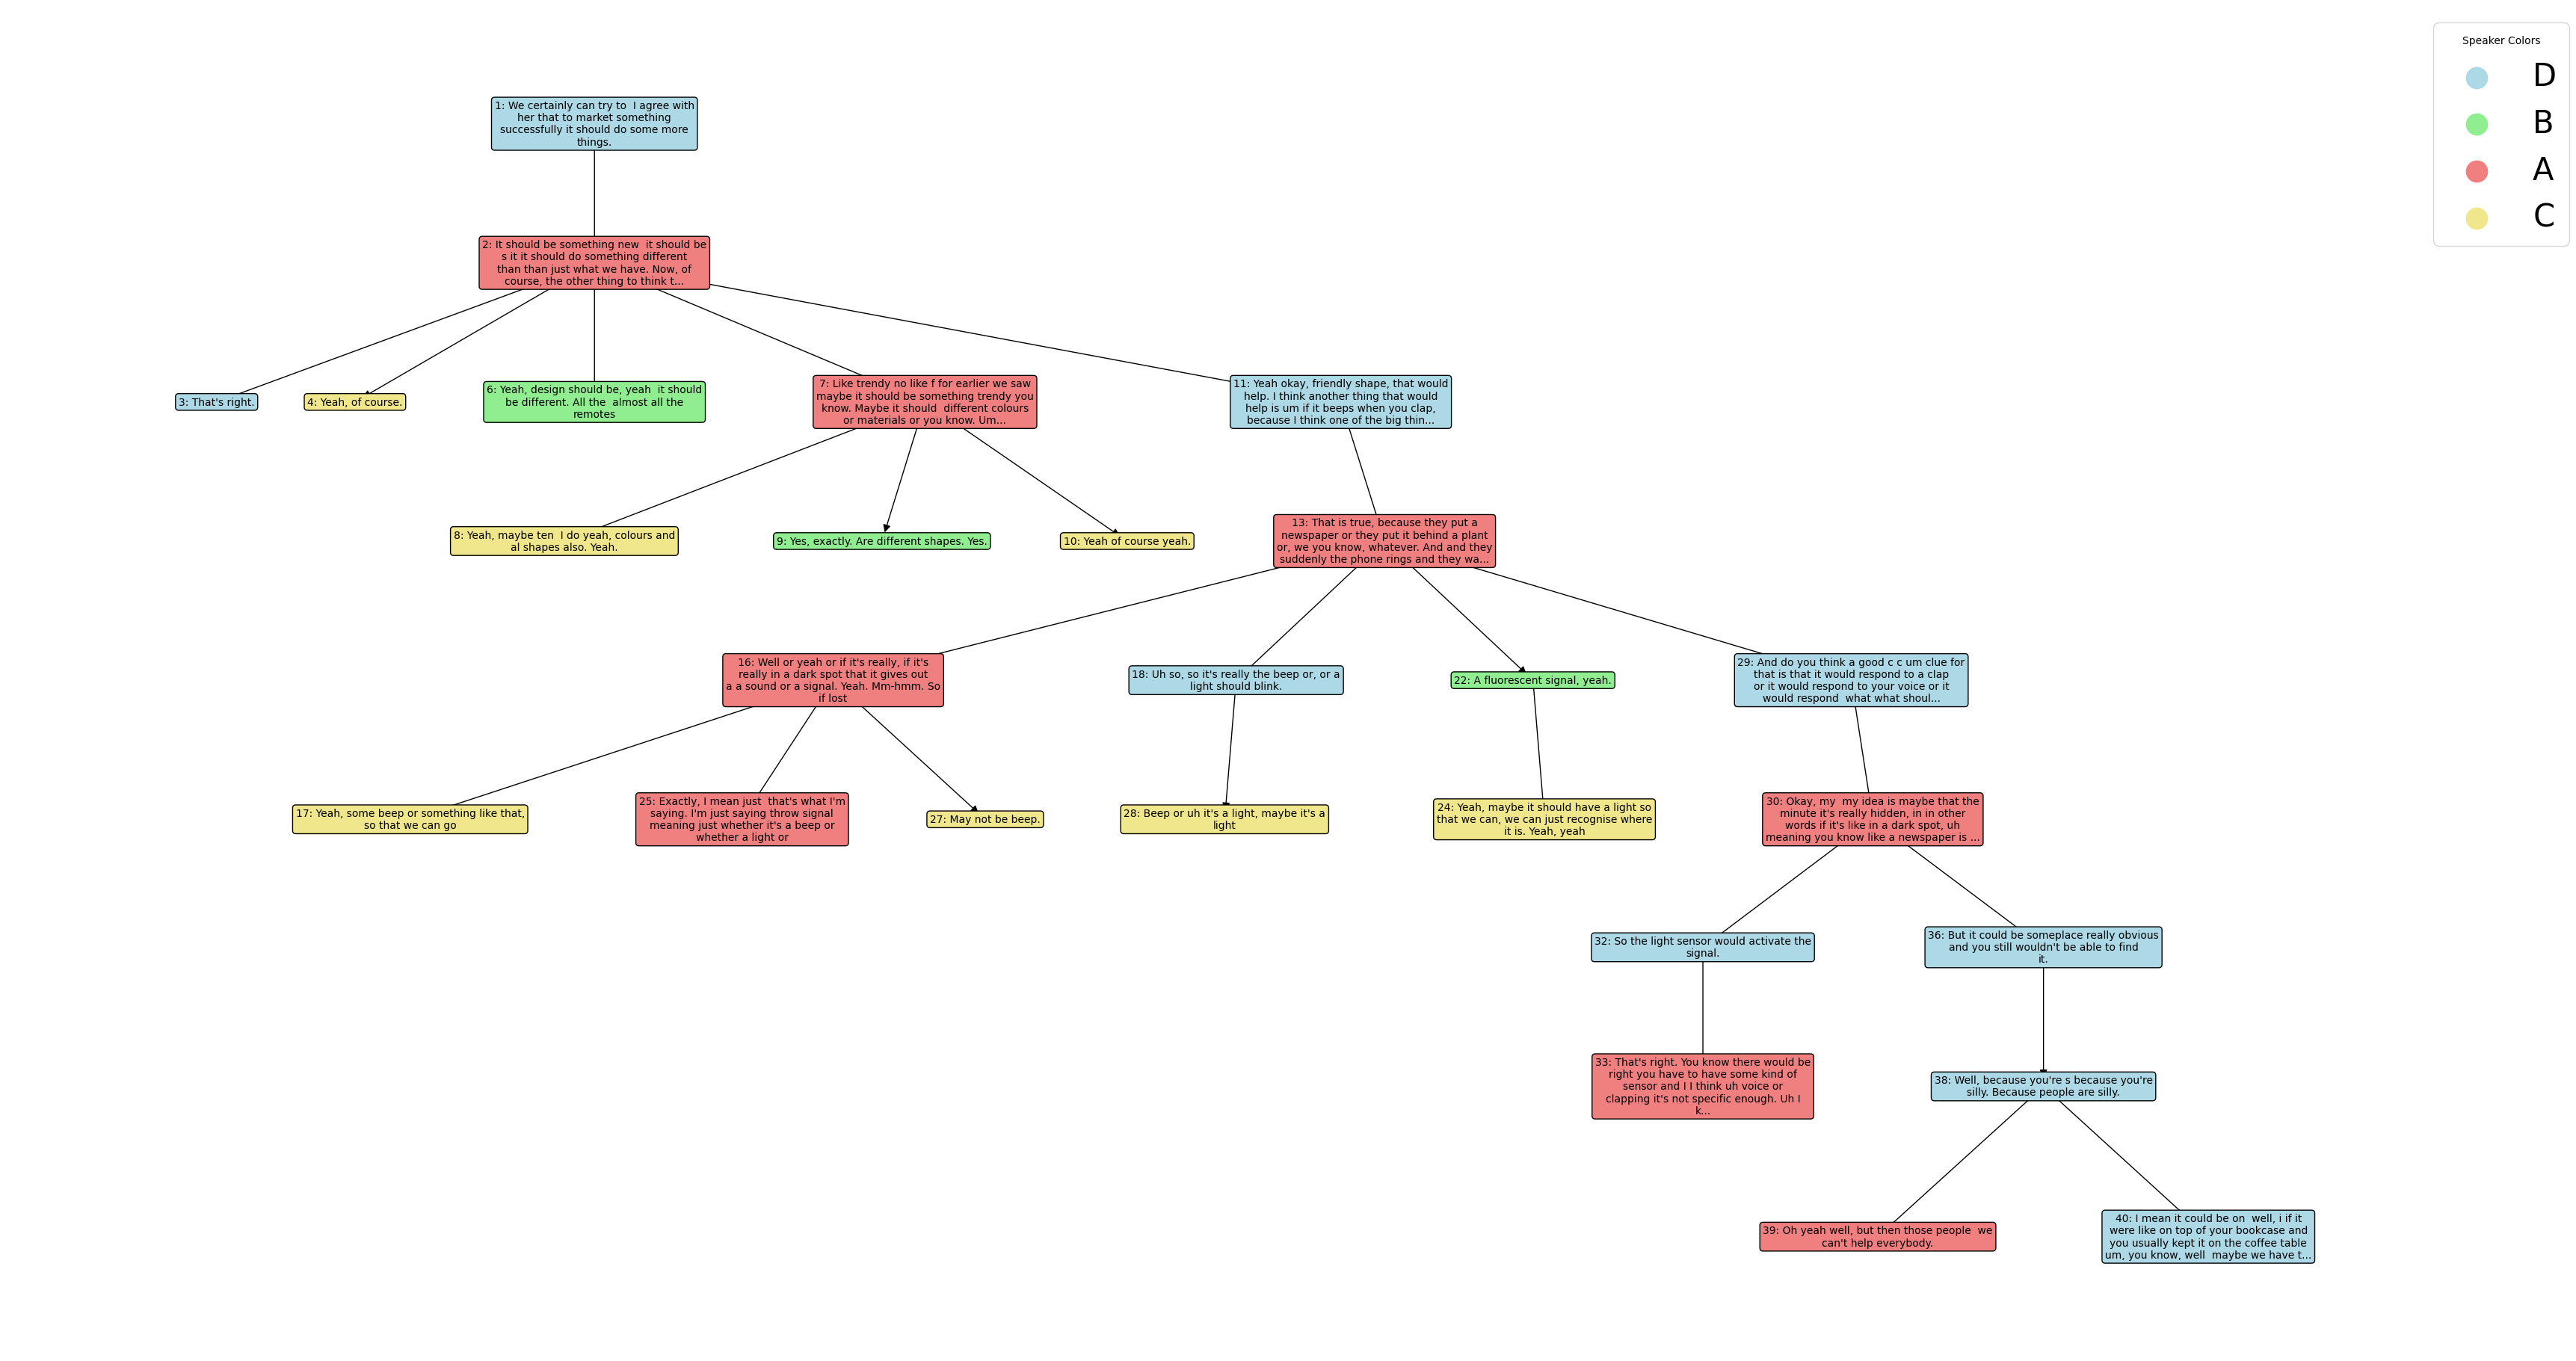 Speaker Colors
D
B
A
C
1: We certainly can try to  I agree with
her that to market something
successfully it should do some more
things.
2: It should be something new  it should be
s it it should do something different
than than just what we have. Now, of
course, the other thing to think t...
3: That's right.
4: Yeah, of course.
6: Yeah, design should be, yeah  it should
be different. All the  almost all the
remotes
7: Like trendy no like f for earlier we saw
maybe it should be something trendy you
know. Maybe it should  different colours
or materials or you know. Um...
11: Yeah okay, friendly shape, that would
help. I think another thing that would
help is um if it beeps when you clap,
because I think one of the big thin...
8: Yeah, maybe ten  I do yeah, colours and
al shapes also. Yeah.
9: Yes, exactly. Are different shapes. Yes.
10: Yeah of course yeah.
13: That is true, because they put a
newspaper or they put it behind a plant
or, we you know, whatever. And and they
suddenly the phone rings and they wa...
16: Well or yeah or if it's really, if it's
really in a dark spot that it gives out
a a sound or a signal. Yeah. Mm-hmm. So
if lost
18: Uh so, so it's really the beep or, or a
light should blink.
22: A fluorescent signal, yeah.
29: And do you think a good c c um clue for
that is that it would respond to a clap
or it would respond to your voice or it
would respond  what what shoul...
17: Yeah, some beep or something like that,
so that we can go
25: Exactly, I mean just  that's what I'm
saying. I'm just saying throw signal
meaning just whether it's a beep or
whether a light or
27: May not be beep.
28: Beep or uh it's a light, maybe it's a
light
24: Yeah, maybe it should have a light so
that we can, we can just recognise where
it is. Yeah, yeah
30: Okay, my  my idea is maybe that the
minute it's really hidden, in in other
words if it's like in a dark spot, uh
meaning you know like a newspaper is ...
32: So the light sensor would activate the
signal.
36: But it could be someplace really obvious
and you still wouldn't be able to find
it.
33: That's right. You know there would be
right you have to have some kind of
sensor and I I think uh voice or
clapping it's not specific enough. Uh I
k...
38: Well, because you're s because you're
silly. Because people are silly.
39: Oh yeah well, but then those people  we
can't help everybody.
40: I mean it could be on  well, i if it
were like on top of your bookcase and
you usually kept it on the coffee table
um, you know, well  maybe we have t...